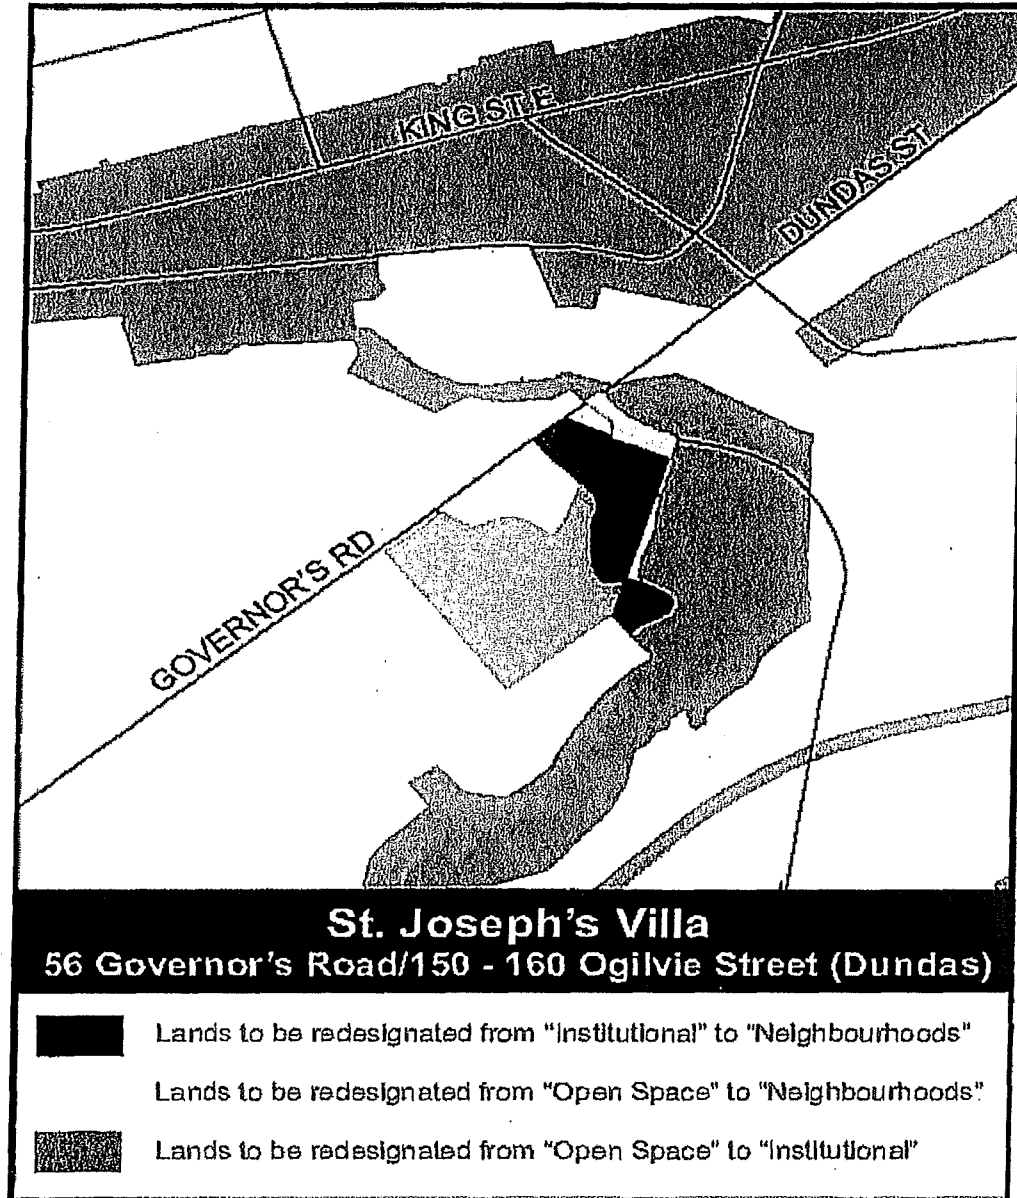 KING ST E
DUNDAS ST
GOVERNOR'S RD
St. Joseph's Villa
56 Governor's Road/150 - 160 Ogilvie Street (Dundas)
Lands to be redesignated from "Institutional" to "Neighbourhoods"
Lands to be redesignated from "Open Space" to "Neighbourhoods"
Lands to be redesignated from "Open Space" to "Institutional"